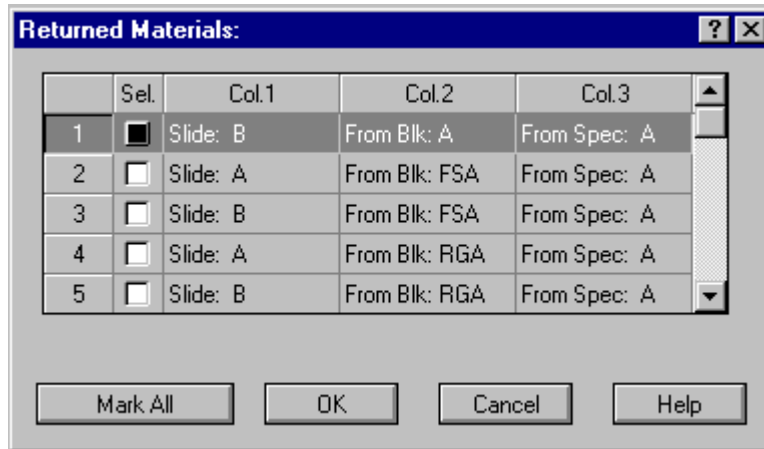 Returned Materials:
Sel. Col.1 Col.2 Col.3
1 Slide: B From Blk: A From Spec: A
2 Slide: A From Blk: FSA From Spec: A
3 Slide: B From Blk: FSA From Spec: A
4 Slide: A From Blk: RGA From Spec: A
5 Slide: B From Blk: RGA From Spec: A
Mark All OK Cancel Help